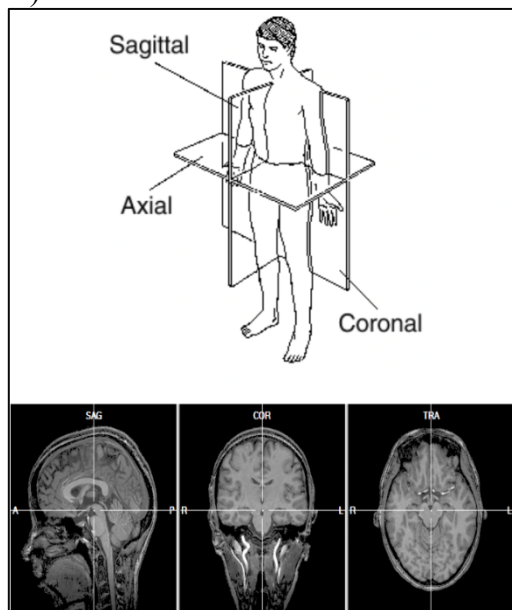 Sagittal
Axial
Coronal
SAG COR TRA
A P R L R L